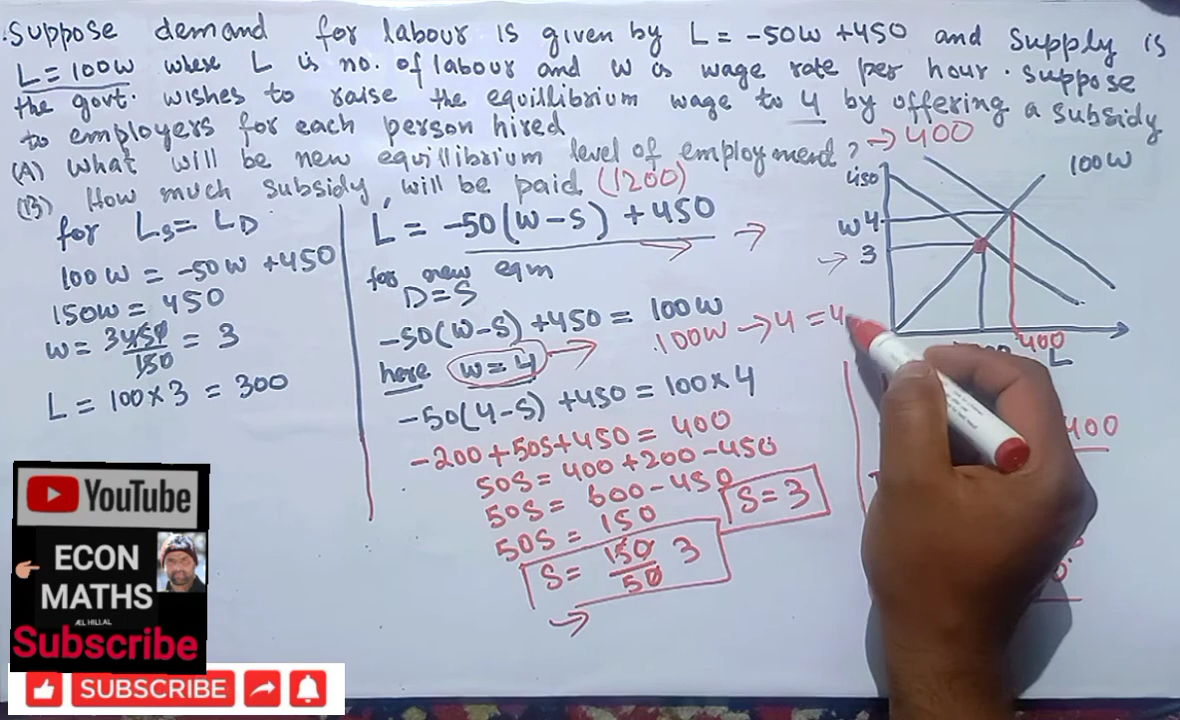 .Suppose demand for labour is given by L = -50W +450 and Supply is
L = 100W where L is no. of labour and W is wage rate per hour. Suppose
the govt. wishes to raise the equillibrium wage to 4 by offering a subsidy
to employers for each person hired
(A) What will be new equillibrium level of employment? → 400
(B) How much subsidy will be paid (1200)
for LS = LD
100W = -50W +450
150W = 450
W = 3 450/150 = 3
L = 100×3 = 300
L' = -50(W-S) +450
for new eqm
D=S
-50(W-S) +450 = 100W
here W=4
100W → 4 = 4
-50(4-S) +450 = 100×4
-200+50S+450 = 400
50S = 400+200-450
50S = 600-450
50S = 150
S = 150/50 3
S=3
100W
450
W 4
3
400
L
400
YouTube
ECON
MATHS
ÆL HILLAL
Subscribe
SUBSCRIBE